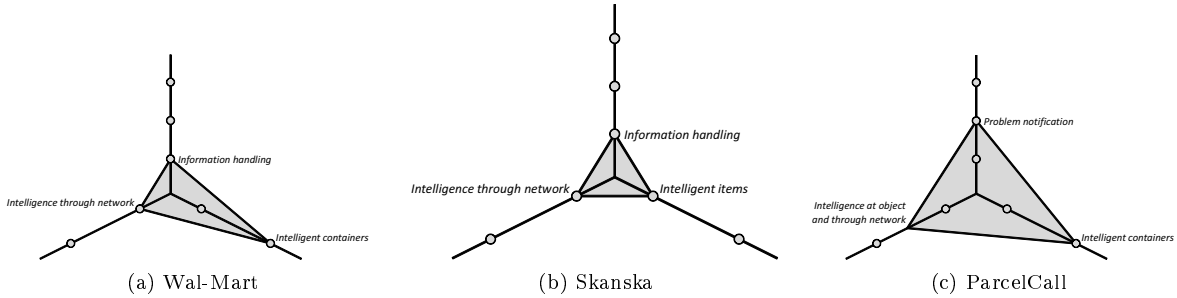 Information handling
Intelligence through network
Intelligent containers
(a) Wal-Mart
Information handling
Intelligence through network
Intelligent items
(b) Skanska
Problem notification
Intelligence at object
and through network
Intelligent containers
(c) ParcelCall